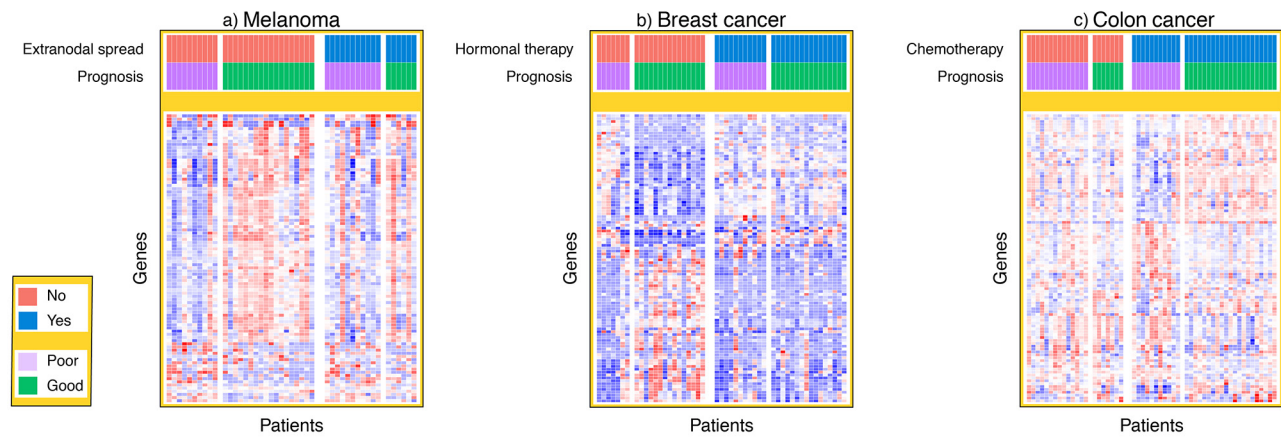 a) Melanoma
Extranodal spread
Prognosis
Genes
Patients
b) Breast cancer
Hormonal therapy
Prognosis
Genes
Patients
c) Colon cancer
Chemotherapy
Prognosis
Genes
Patients
No
Yes
Poor
Good